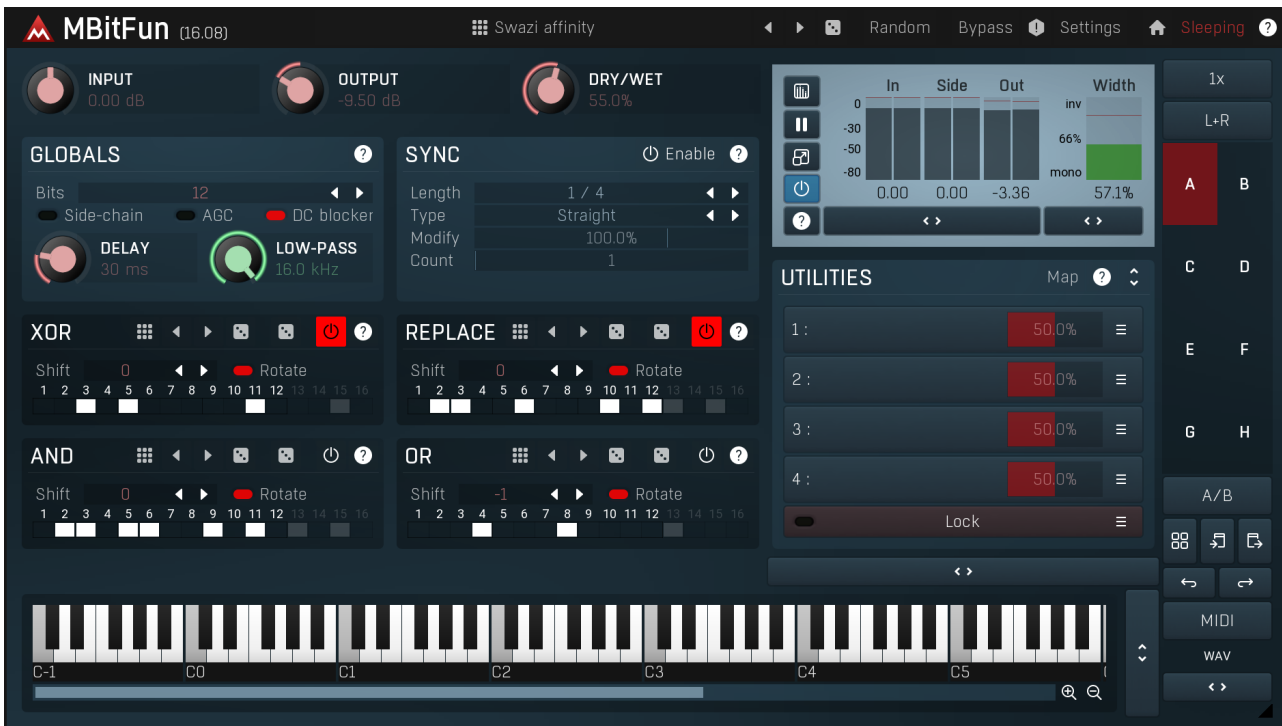 MBitFun (16.08) Swazi affinity Random Bypass Settings Sleeping ?
INPUT
0.00 dB
OUTPUT
-9.50 dB
DRY/WET
55.0%
In Side Out Width
0
-30
-50
-80
inv
66%
mono
0.00 0.00 -3.36 57.1%
?
1x
L+R
GLOBALS ?
Bits 12
Side-chain AGC DC blocker
DELAY
30 ms
LOW-PASS
16.0 kHz
SYNC Enable ?
Length 1 / 4
Type Straight
Modify 100.0%
Count 1
A B
C D
E F
G H
UTILITIES Map ?
1 : 50.0%
2 : 50.0%
3 : 50.0%
4 : 50.0%
Lock
XOR ?
Shift 0 Rotate
1 2 3 4 5 6 7 8 9 10 11 12 13 14 15 16
REPLACE ?
Shift 0 Rotate
1 2 3 4 5 6 7 8 9 10 11 12 13 14 15 16
AND ?
Shift 0 Rotate
1 2 3 4 5 6 7 8 9 10 11 12 13 14 15 16
OR ?
Shift -1 Rotate
1 2 3 4 5 6 7 8 9 10 11 12 13 14 15 16
A/B
MIDI
WAV
C-1 C0 C1 C2 C3 C4 C5